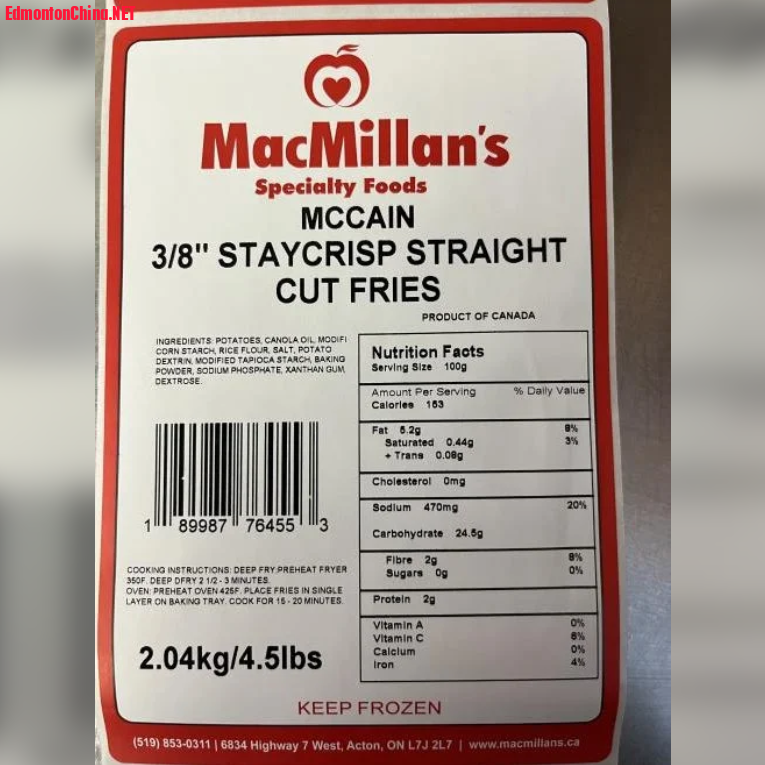 EdmontonChina.NET
MacMillan's
Specialty Foods
MCCAIN
3/8" STAYCRISP STRAIGHT
CUT FRIES
PRODUCT OF CANADA
INGREDIENTS: POTATOES, CANOLA OIL, MODIFI
CORN STARCH, RICE FLOUR, SALT, POTATO
DEXTRIN, MODIFIED TAPIOCA STARCH, BAKING
POWDER, SODIUM PHOSPHATE, XANTHAN GUM,
DEXTROSE.
1 89987 76455 3
COOKING INSTRUCTIONS: DEEP FRY:PREHEAT FRYER
350F. DEEP DFRY 2 1/2 - 3 MINUTES.
OVEN: PREHEAT OVEN 425F. PLACE FRIES IN SINGLE
LAYER ON BAKING TRAY. COOK FOR 15 - 20 MINUTES.
2.04kg/4.5lbs
Nutrition Facts
Serving Size 100g
Amount Per Serving % Daily Value
Calories 153
Fat 5.2g 8%
Saturated 0.44g 3%
+ Trans 0.08g
Cholesterol 0mg
Sodium 470mg 20%
Carbohydrate 24.5g
Fibre 2g 8%
Sugars 0g 0%
Protein 2g
Vitamin A 0%
Vitamin C 6%
Calcium 0%
Iron 4%
KEEP FROZEN
(519) 853-0311 | 6834 Highway 7 West, Acton, ON L7J 2L7 | www.macmillans.ca